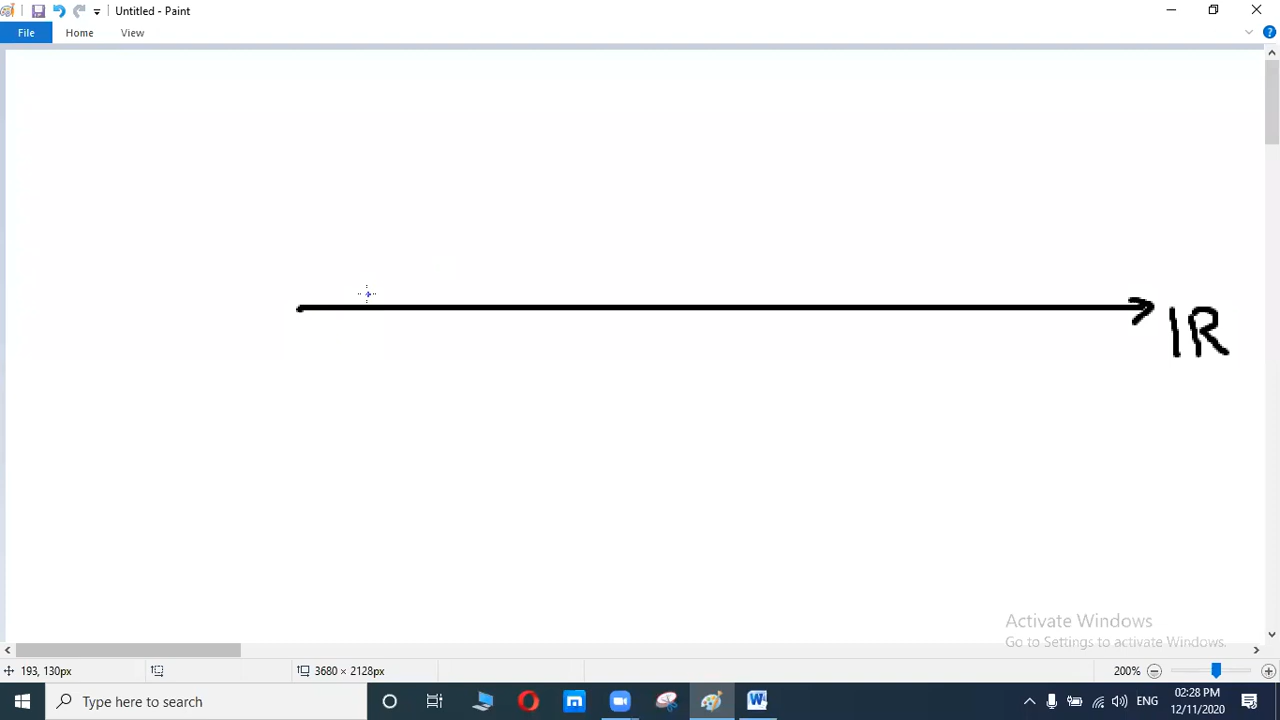 Untitled - Paint
File Home View
IR
Activate Windows
Go to Settings to activate Windows.
193, 130px
3680 × 2128px
200%
Type here to search
W
ENG
02:28 PM
12/11/2020